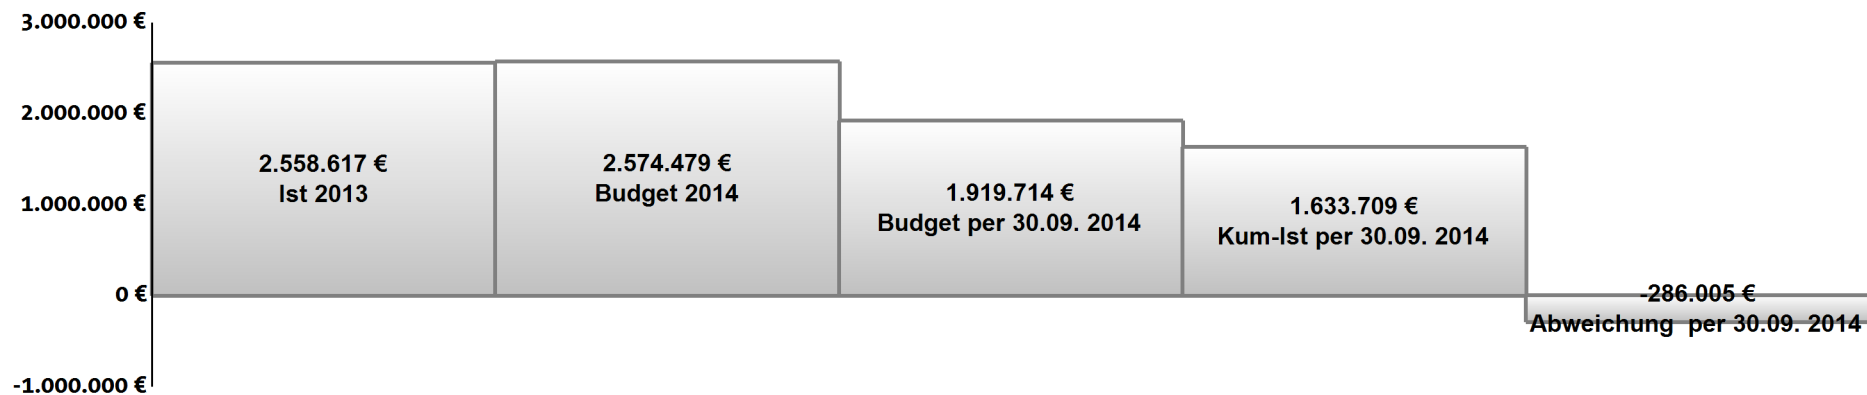 3.000.000 €
2.000.000 €
1.000.000 €
0 €
-1.000.000 €
2.558.617 €
Ist 2013
2.574.479 €
Budget 2014
1.919.714 €
Budget per 30.09. 2014
1.633.709 €
Kum-Ist per 30.09. 2014
-286.005 €
Abweichung  per 30.09. 2014